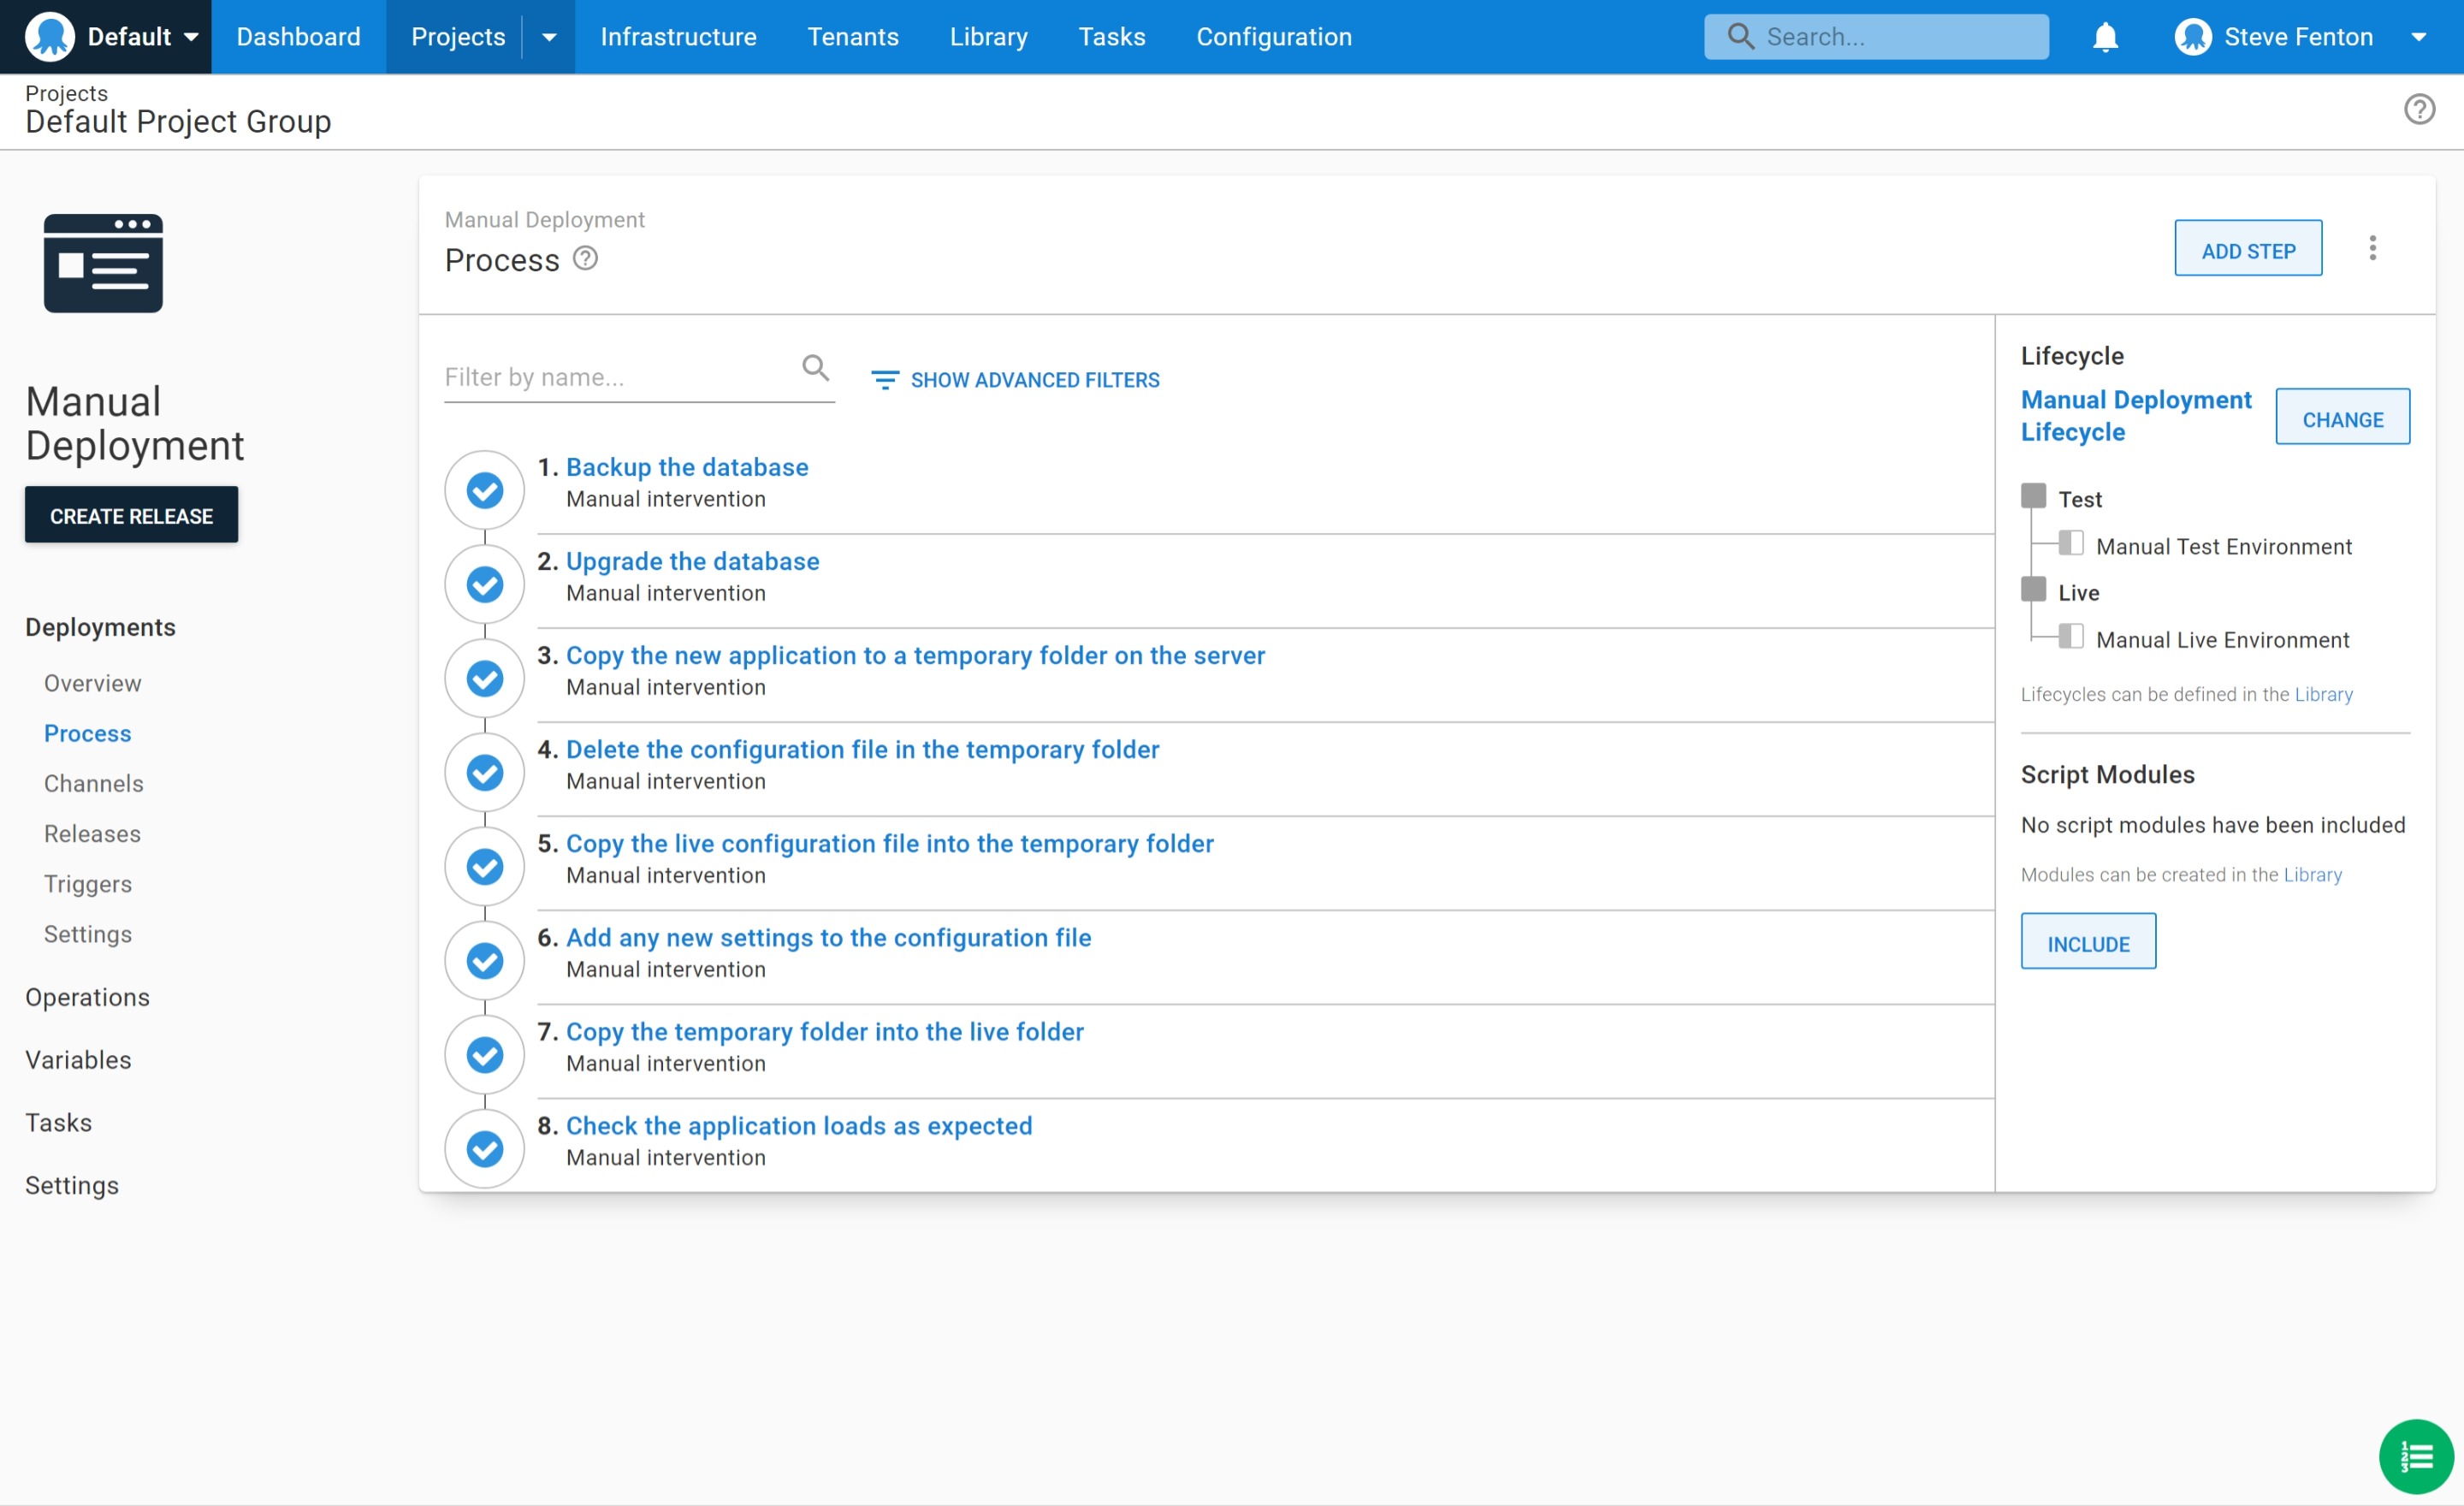 Default
Dashboard
Projects
Infrastructure
Tenants
Library
Tasks
Configuration
Search...
Steve Fenton
Projects
Default Project Group
Manual
Deployment
CREATE RELEASE
Deployments
Overview
Process
Channels
Releases
Triggers
Settings
Operations
Variables
Tasks
Settings
Manual Deployment
Process
ADD STEP
Filter by name...
SHOW ADVANCED FILTERS
1. Backup the database
Manual intervention
2. Upgrade the database
Manual intervention
3. Copy the new application to a temporary folder on the server
Manual intervention
4. Delete the configuration file in the temporary folder
Manual intervention
5. Copy the live configuration file into the temporary folder
Manual intervention
6. Add any new settings to the configuration file
Manual intervention
7. Copy the temporary folder into the live folder
Manual intervention
8. Check the application loads as expected
Manual intervention
Lifecycle
Manual Deployment
Lifecycle
CHANGE
Test
Manual Test Environment
Live
Manual Live Environment
Lifecycles can be defined in the Library
Script Modules
No script modules have been included
Modules can be created in the Library
INCLUDE